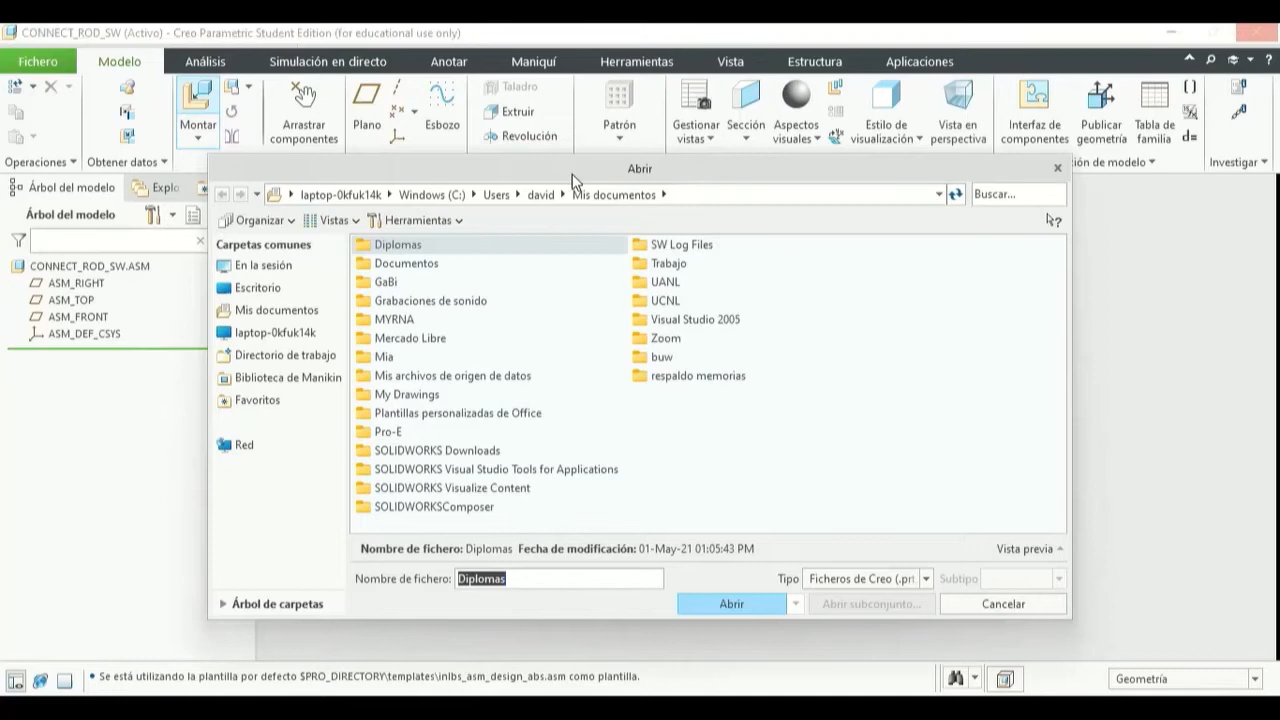 CONNECT_ROD_SW (Activo) - Creo Parametric Student Edition (for educational use only)
Fichero Modelo Análisis Simulación en directo Anotar Maniquí Herramientas Vista Estructura Aplicaciones
Montar
Arrastrar componentes
Plano
Esbozo
Taladro
Extruir
Revolución
Patrón
Gestionar vistas
Sección
Aspectos visuales
Estilo de visualización
Vista en perspectiva
Interfaz de componentes
Publicar geometría
Tabla de familia
d=
Operaciones Obtener datos ión de modelo Investigar
Abrir
Árbol del modelo Explo
Árbol del modelo
CONNECT_ROD_SW.ASM
ASM_RIGHT
ASM_TOP
ASM_FRONT
ASM_DEF_CSYS
laptop-0kfuk14k Windows (C:) Users david Mis documentos Buscar...
Organizar Vistas Herramientas
Carpetas comunes
En la sesión
Escritorio
Mis documentos
laptop-0kfuk14k
Directorio de trabajo
Biblioteca de Manikin
Favoritos
Red
Árbol de carpetas
Diplomas
Documentos
GaBi
Grabaciones de sonido
MYRNA
Mercado Libre
Mia
Mis archivos de origen de datos
My Drawings
Plantillas personalizadas de Office
Pro-E
SOLIDWORKS Downloads
SOLIDWORKS Visual Studio Tools for Applications
SOLIDWORKS Visualize Content
SOLIDWORKSComposer
SW Log Files
Trabajo
UANL
UCNL
Visual Studio 2005
Zoom
buw
respaldo memorias
Nombre de fichero: Diplomas Fecha de modificación: 01-May-21 01:05:43 PM Vista previa
Nombre de fichero: Diplomas Tipo Ficheros de Creo (.prt Subtipo
Abrir Abrir subconjunto... Cancelar
• Se está utilizando la plantilla por defecto $PRO_DIRECTORY\templates\inlbs_asm_design_abs.asm como plantilla.
Geometría